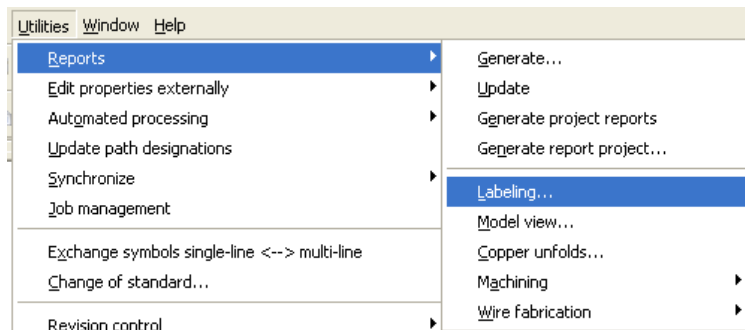 Utilities Window Help
Reports
Edit properties externally
Automated processing
Update path designations
Synchronize
Job management
Exchange symbols single-line <--> multi-line
Change of standard...
Revision control
Generate...
Update
Generate project reports
Generate report project...
Labeling...
Model view...
Copper unfolds...
Machining
Wire fabrication